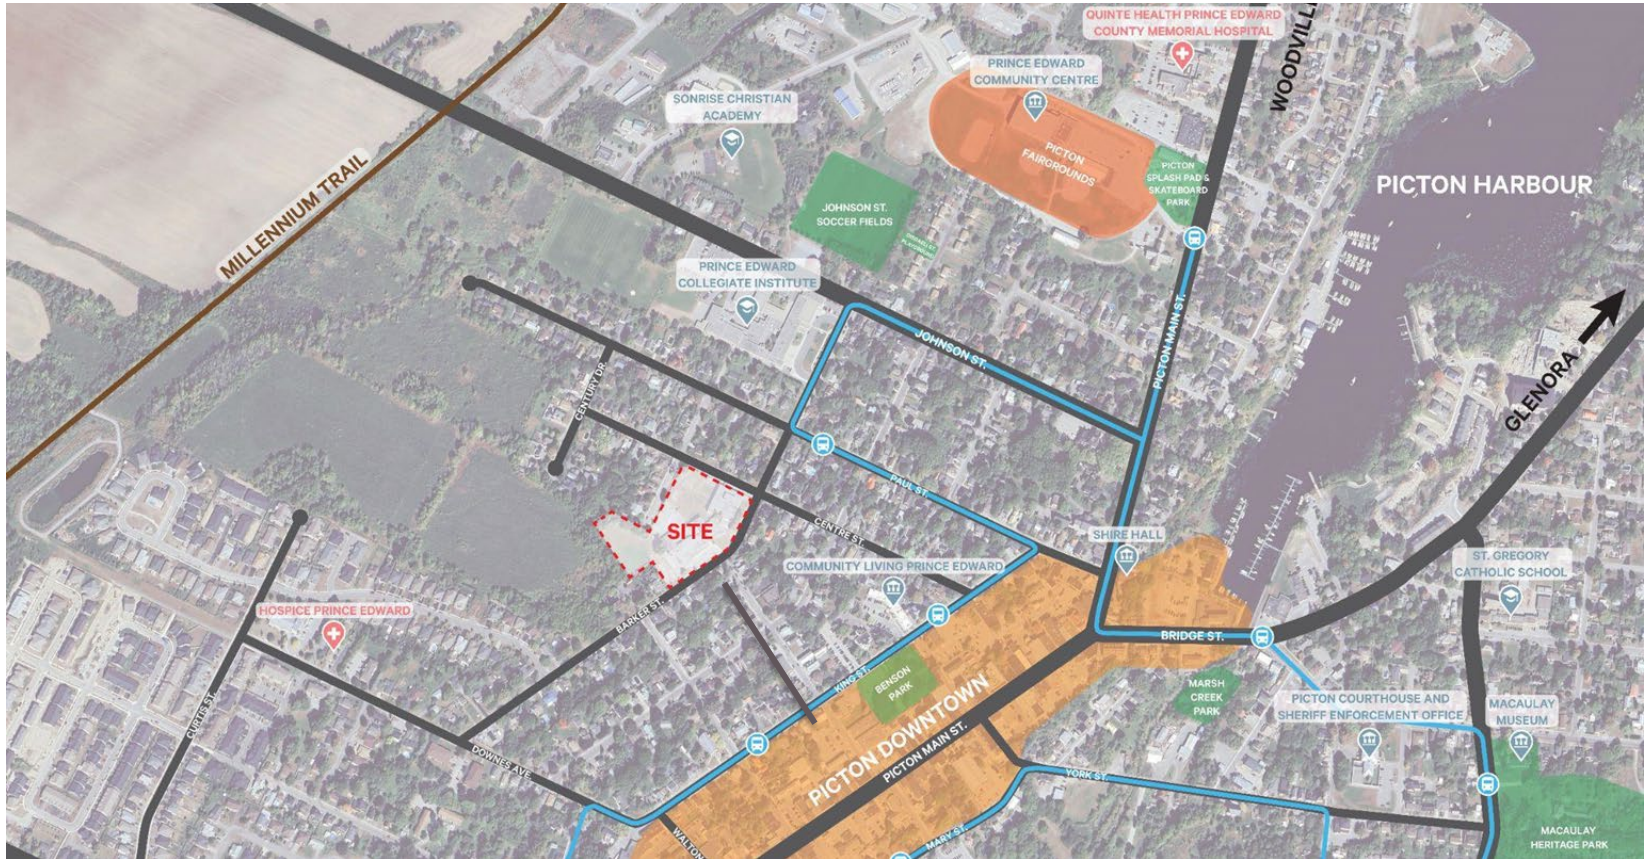 QUINTE HEALTH PRINCE EDWARD
COUNTY MEMORIAL HOSPITAL
WOODVILL
PRINCE EDWARD
COMMUNITY CENTRE
SONRISE CHRISTIAN
ACADEMY
PICTON
FAIRGROUNDS
PICTON
SPLASH PAD &
SKATEBOARD
PARK
PICTON HARBOUR
MILLENNIUM TRAIL
JOHNSON ST.
SOCCER FIELDS
PRINCE EDWARD
COLLEGIATE INSTITUTE
JOHNSON ST.
PICTON MAIN ST.
GLENORA
CENTURY DR.
PAUL ST.
SITE
CENTRE ST.
SHIRE HALL
COMMUNITY LIVING PRINCE EDWARD
ST. GREGORY
CATHOLIC SCHOOL
HOSPICE PRINCE EDWARD
BARKER ST.
BRIDGE ST.
KING ST.
BENSON
PARK
MARSH
CREEK
PARK
PICTON COURTHOUSE AND
SHERIFF ENFORCEMENT OFFICE
MACAULAY
MUSEUM
CURTIS ST.
DOWNES AVE.
PICTON DOWNTOWN
PICTON MAIN ST.
YORK ST.
WALTON
MARY ST.
MACAULAY
HERITAGE PARK